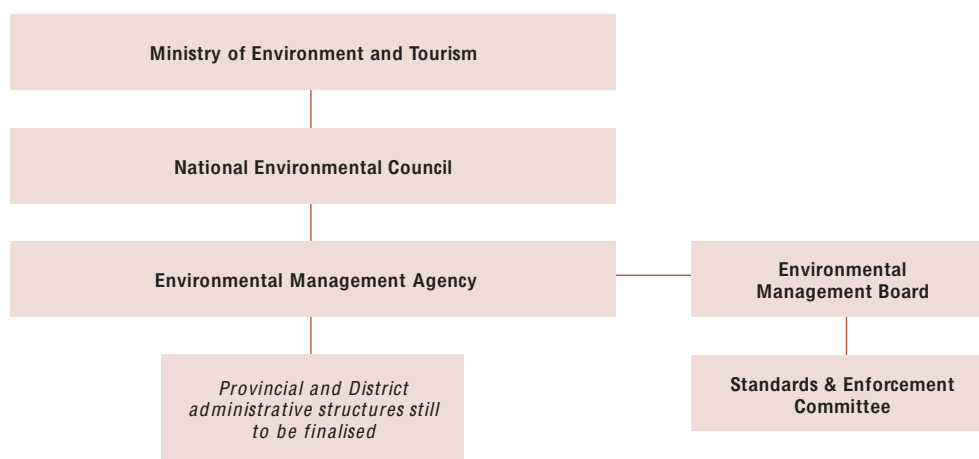 Ministry of Environment and Tourism
National Environmental Council
Environmental Management Agency
Environmental
Management Board
Provincial and District
administrative structures still
to be finalised
Standards & Enforcement
Committee